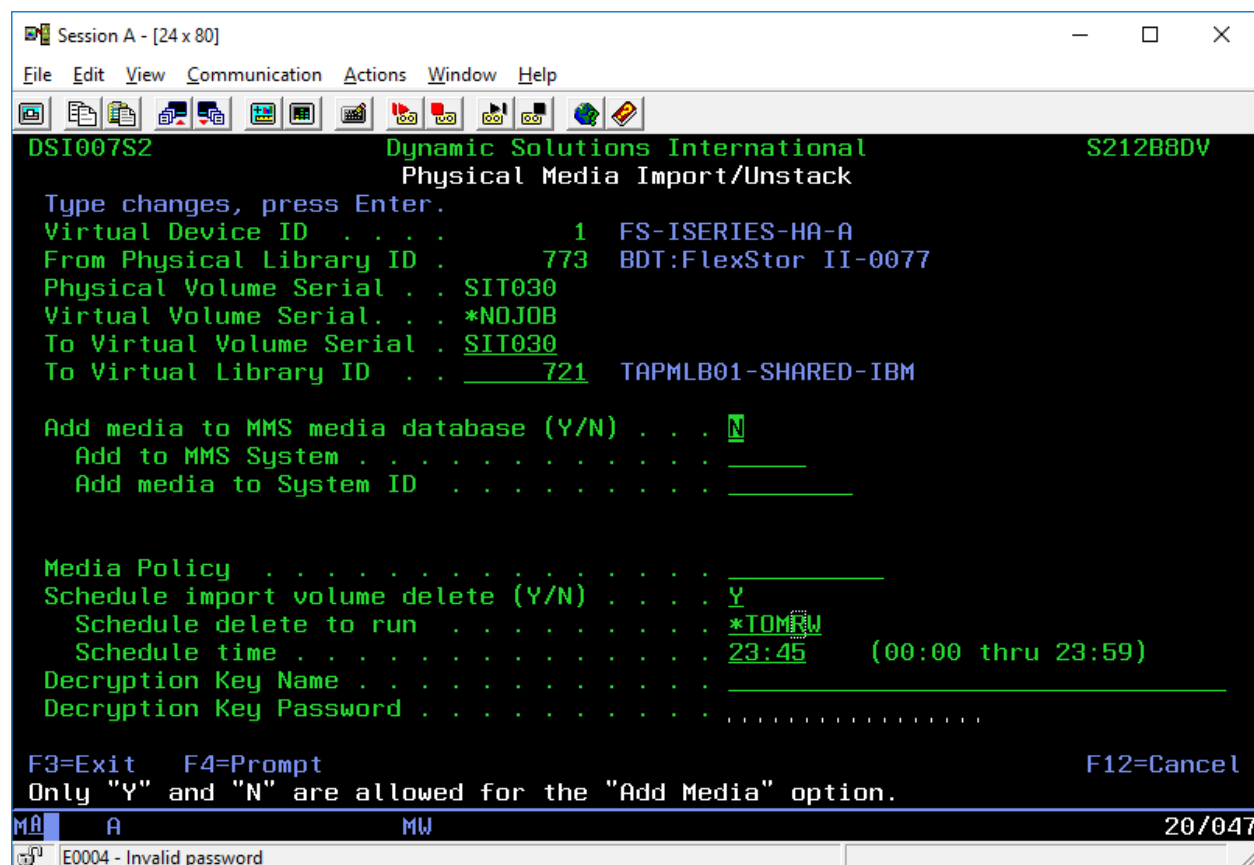 Session A - [24 x 80]
File Edit View Communication Actions Window Help
DSI007S2 Dynamic Solutions International S212B8DV
Physical Media Import/Unstack
Type changes, press Enter.
Virtual Device ID . . . . 1 FS-ISERIES-HA-A
From Physical Library ID . 773 BDT:FlexStor II-0077
Physical Volume Serial . . SIT030
Virtual Volume Serial. . . *NOJOB
To Virtual Volume Serial . SIT030
To Virtual Library ID . . 721 TAPMLB01-SHARED-IBM
Add media to MMS media database (Y/N) . . . N
Add to MMS System . . . . . . . . . . . .
Add media to System ID . . . . . . . . .
Media Policy . . . . . . . . . . . . . . .
Schedule import volume delete (Y/N) . . . . Y
Schedule delete to run . . . . . . . . . *TOMRW
Schedule time . . . . . . . . . . . . . . 23:45 (00:00 thru 23:59)
Decryption Key Name . . . . . . . . . . . .
Decryption Key Password . . . . . . . . . .
F3=Exit F4=Prompt F12=Cancel
Only "Y" and "N" are allowed for the "Add Media" option.
MA A MW 20/047
E0004 - Invalid password